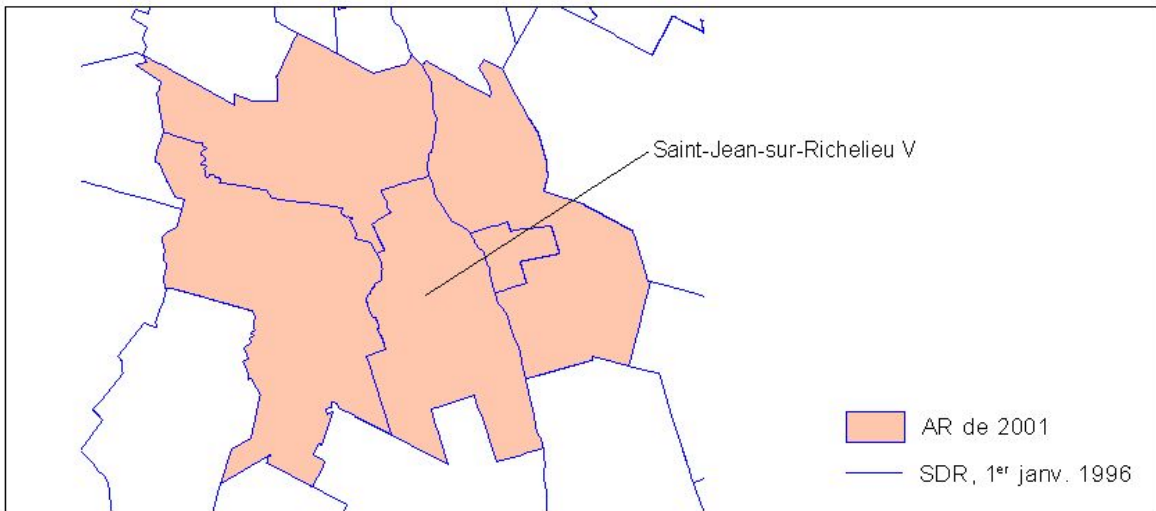 Saint-Jean-sur-Richelieu V
AR de 2001
SDR, 1er janv. 1996